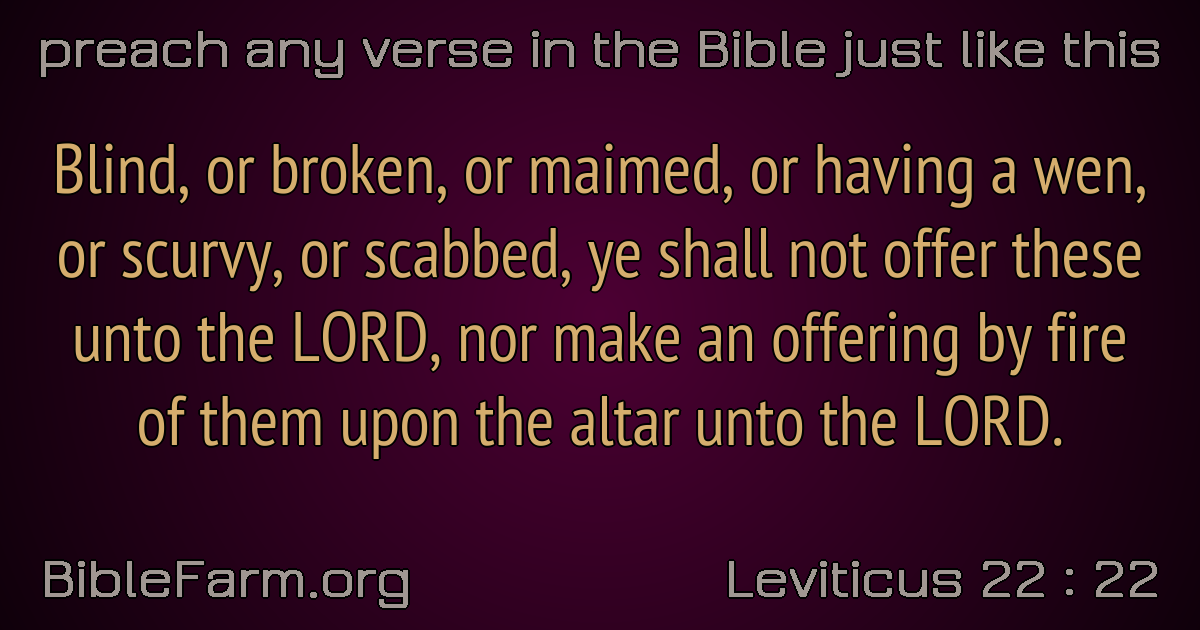 preach any verse in the Bible just like this
Blind, or broken, or maimed, or having a wen,
or scurvy, or scabbed, ye shall not offer these
unto the LORD, nor make an offering by fire
of them upon the altar unto the LORD.
BibleFarm.org
Leviticus 22 : 22